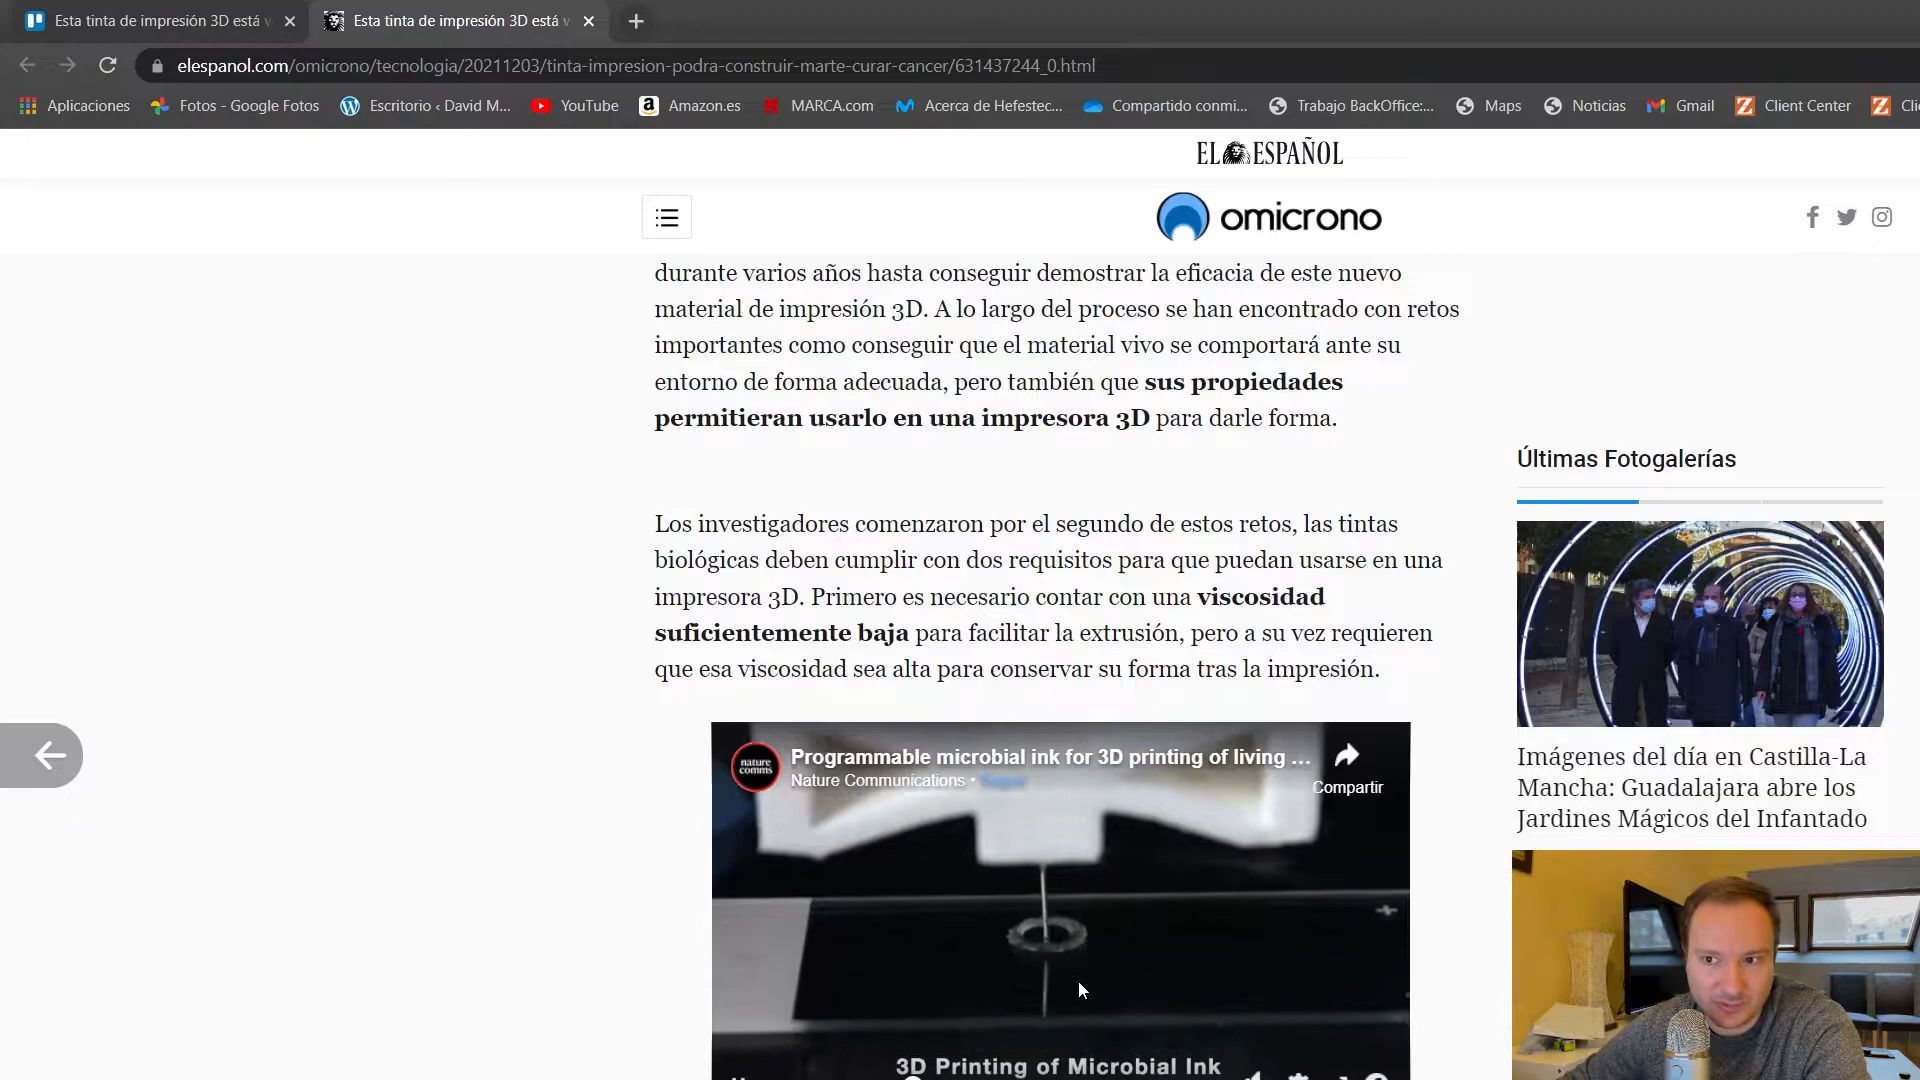 Esta tinta de impresión 3D está v
Esta tinta de impresión 3D está v
elespanol.com/omicrono/tecnologia/20211203/tinta-impresion-podra-construir-marte-curar-cancer/631437244_0.html
Aplicaciones
Fotos - Google Fotos
Escritorio ‹ David M...
YouTube
Amazon.es
MARCA.com
Acerca de Hefestec...
Compartido conmi...
Trabajo BackOffice:...
Maps
Noticias
Gmail
Client Center
Cli
EL ESPAÑOL
omicrono
durante varios años hasta conseguir demostrar la eficacia de este nuevo
material de impresión 3D. A lo largo del proceso se han encontrado con retos
importantes como conseguir que el material vivo se comportará ante su
entorno de forma adecuada, pero también que sus propiedades
permitieran usarlo en una impresora 3D para darle forma.
Los investigadores comenzaron por el segundo de estos retos, las tintas
biológicas deben cumplir con dos requisitos para que puedan usarse en una
impresora 3D. Primero es necesario contar con una viscosidad
suficientemente baja para facilitar la extrusión, pero a su vez requieren
que esa viscosidad sea alta para conservar su forma tras la impresión.
nature
comms
Programmable microbial ink for 3D printing of living ...
Nature Communications •
Compartir
3D Printing of Microbial Ink
Últimas Fotogalerías
Imágenes del día en Castilla-La
Mancha: Guadalajara abre los
Jardines Mágicos del Infantado